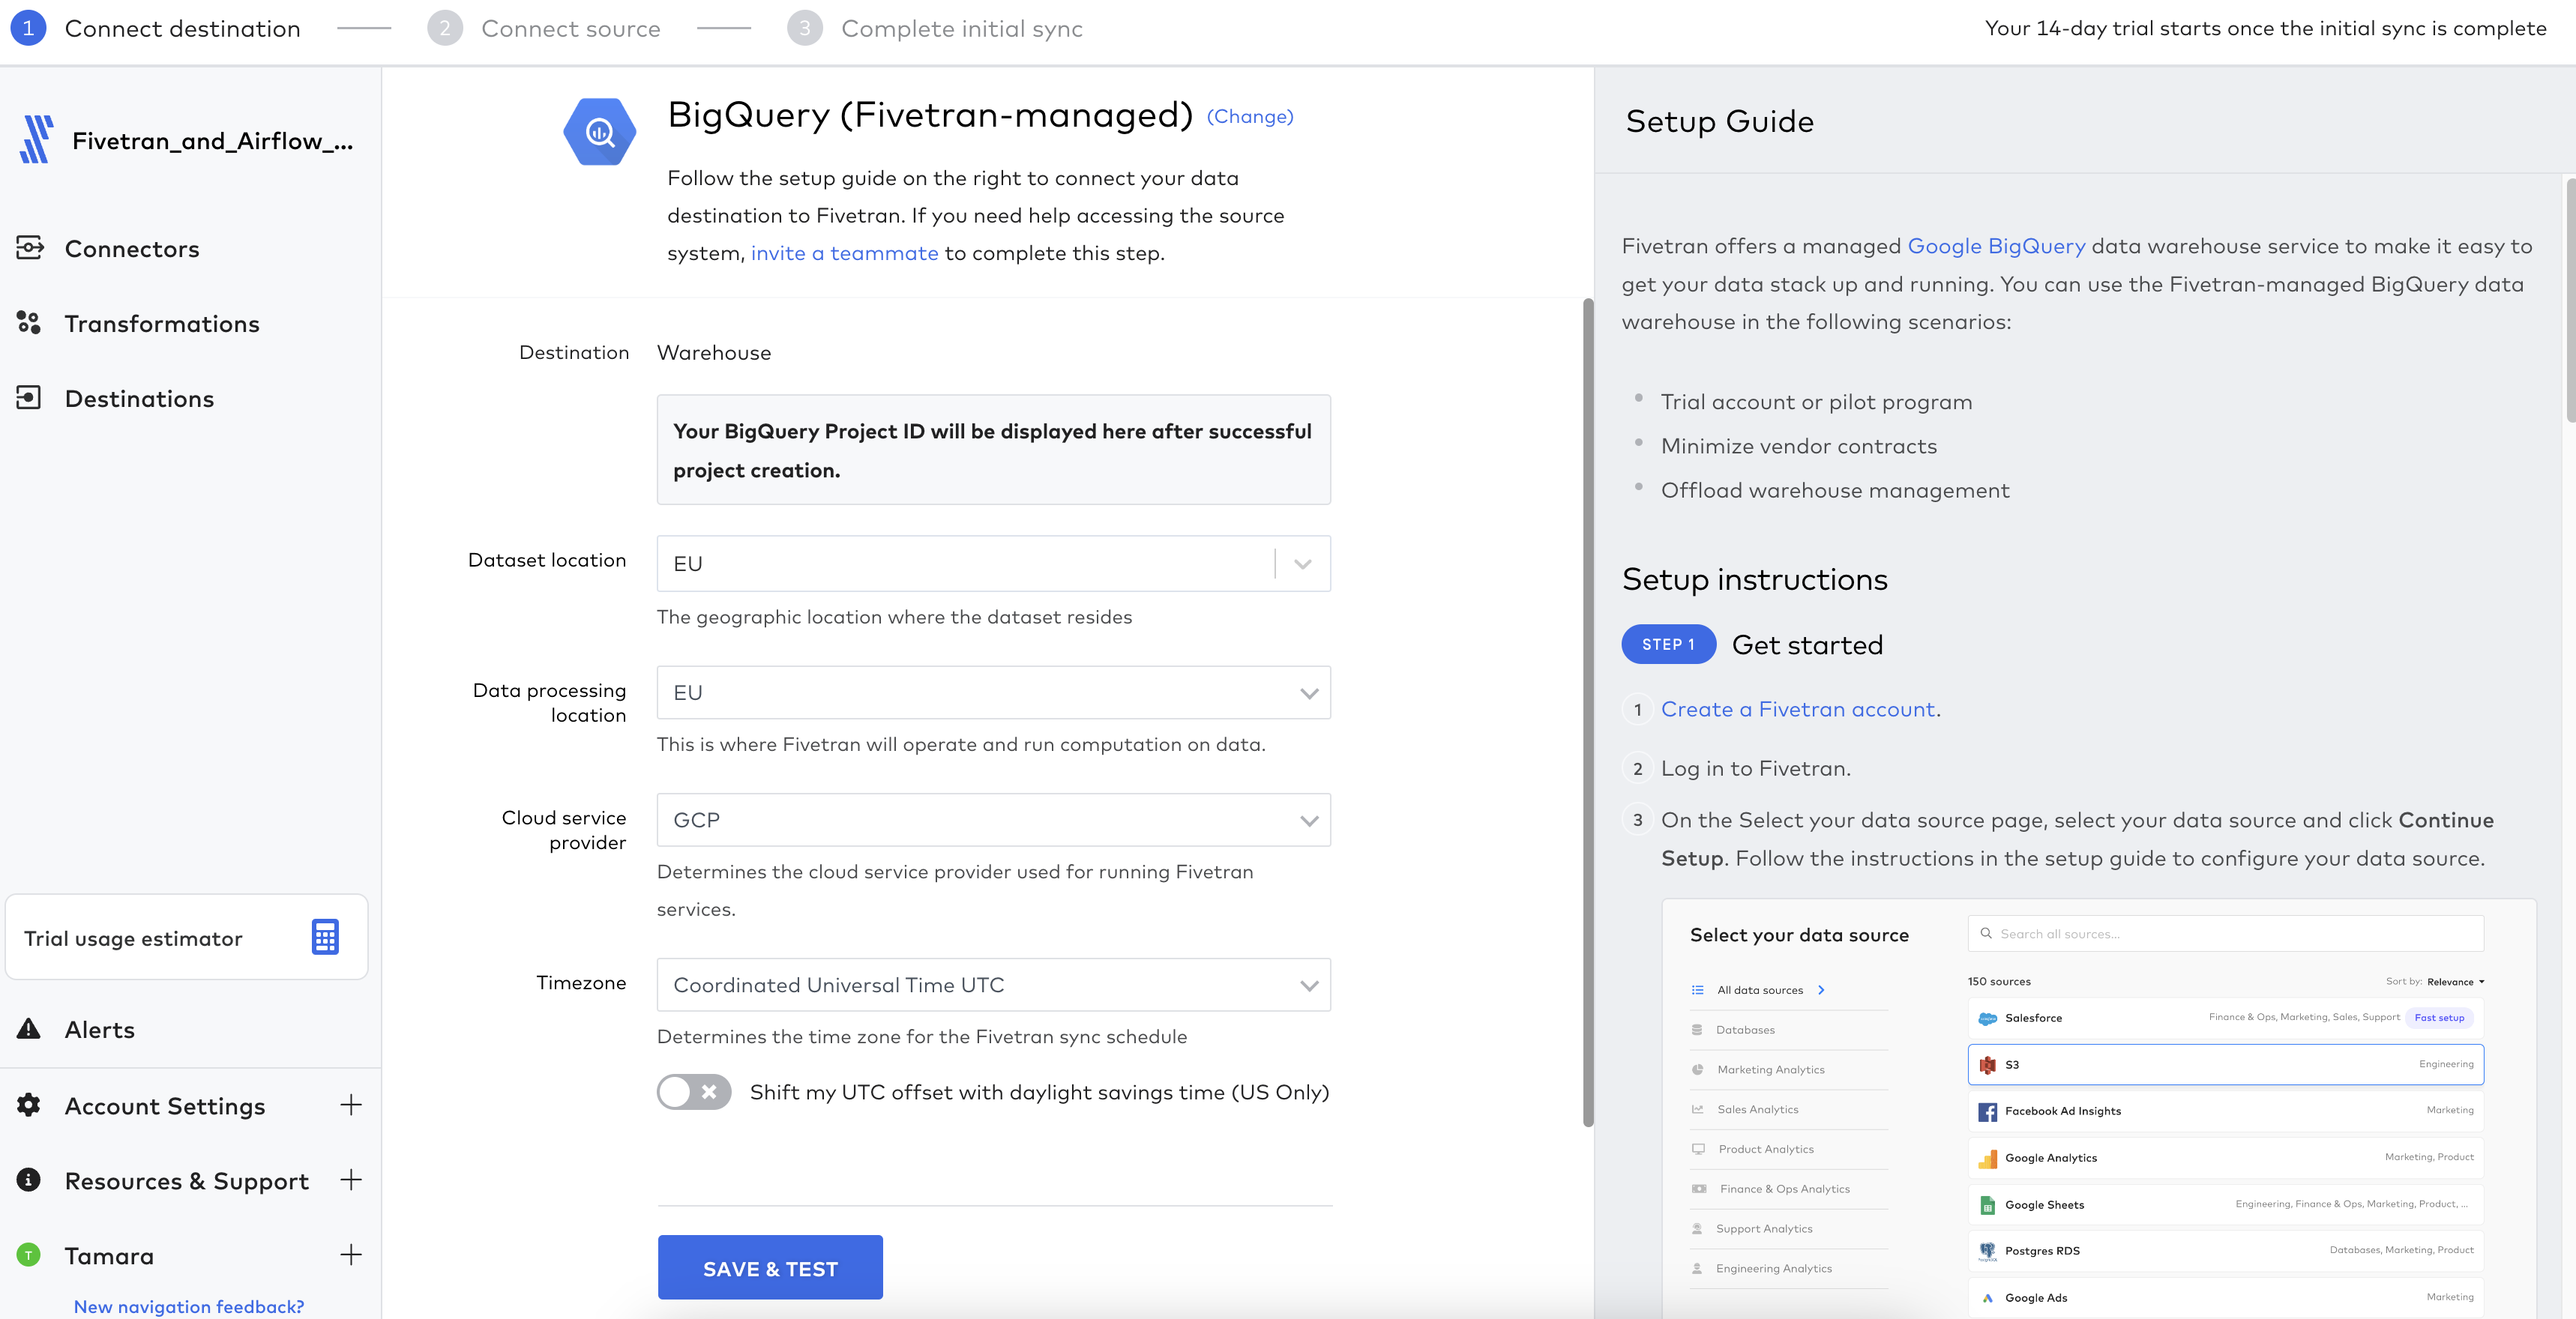 1 Connect destination
2 Connect source
3 Complete initial sync
Your 14-day trial starts once the initial sync is complete
Fivetran_and_Airflow_...
Connectors
Transformations
Destinations
Trial usage estimator
Alerts
Account Settings
Resources & Support
T Tamara
New navigation feedback?
BigQuery (Fivetran-managed) (Change)
Follow the setup guide on the right to connect your data
destination to Fivetran. If you need help accessing the source
system, invite a teammate to complete this step.
Destination Warehouse
Your BigQuery Project ID will be displayed here after successful
project creation.
Dataset location EU
The geographic location where the dataset resides
Data processing
location
EU
This is where Fivetran will operate and run computation on data.
Cloud service
provider
GCP
Determines the cloud service provider used for running Fivetran
services.
Timezone Coordinated Universal Time UTC
Determines the time zone for the Fivetran sync schedule
Shift my UTC offset with daylight savings time (US Only)
SAVE & TEST
Setup Guide
Fivetran offers a managed Google BigQuery data warehouse service to make it easy to
get your data stack up and running. You can use the Fivetran-managed BigQuery data
warehouse in the following scenarios:
Trial account or pilot program
Minimize vendor contracts
Offload warehouse management
Setup instructions
STEP 1 Get started
1 Create a Fivetran account.
2 Log in to Fivetran.
3 On the Select your data source page, select your data source and click Continue
Setup. Follow the instructions in the setup guide to configure your data source.
Select your data source
Search all sources...
All data sources
Databases
Marketing Analytics
Sales Analytics
Product Analytics
Finance & Ops Analytics
Support Analytics
Engineering Analytics
150 sources Sort by: Relevance
Salesforce Finance & Ops, Marketing, Sales, Support Fast setup
S3 Engineering
Facebook Ad Insights Marketing
Google Analytics Marketing, Product
Google Sheets Engineering, Finance & Ops, Marketing, Product, ...
Postgres RDS Databases, Marketing, Product
Google Ads Marketing